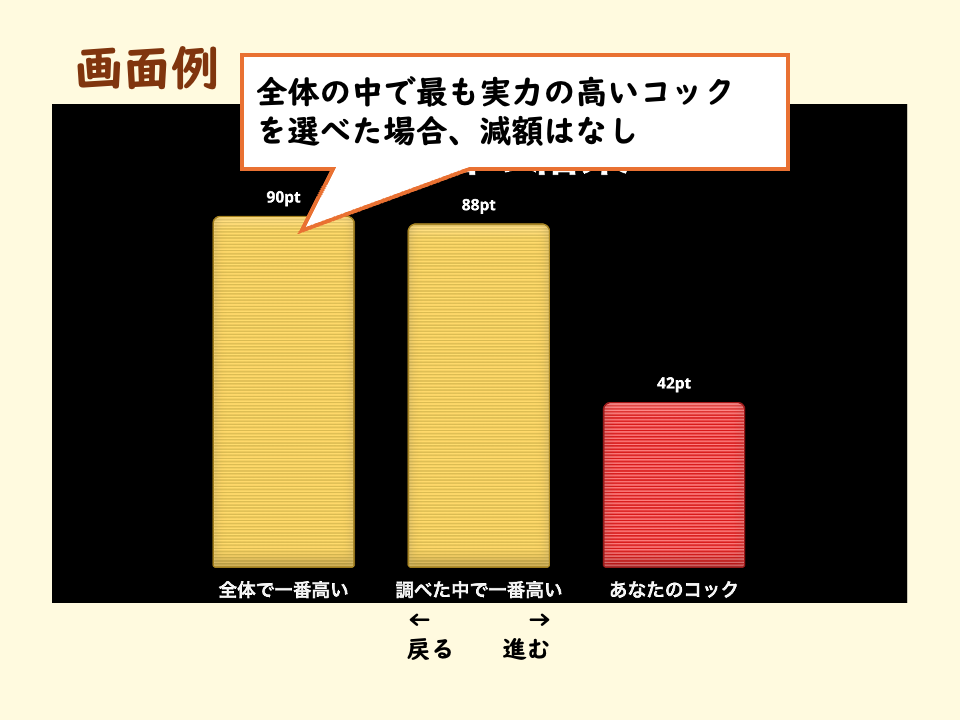 画面例
全体の中で最も実力の高いコック
を選べた場合、減額はなし
90pt
88pt
42pt
全体で一番高い
調べた中で一番高い
あなたのコック
← →
戻る 進む